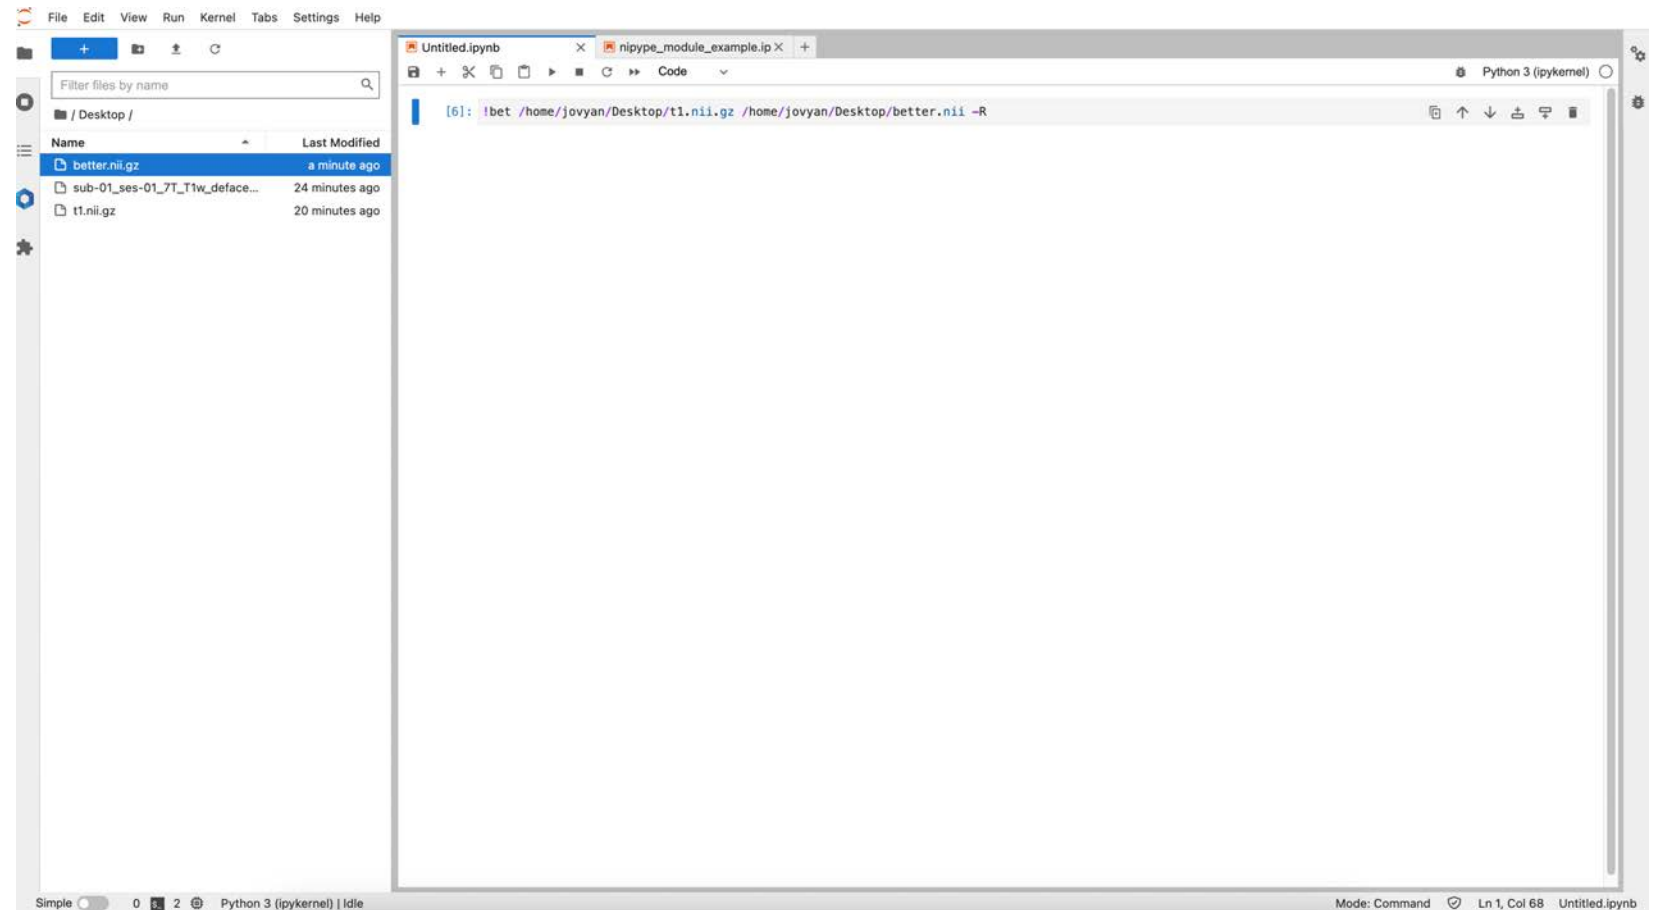 File Edit View Run Kernel Tabs Settings Help
+
Filter files by name
/ Desktop /
Name Last Modified
better.nii.gz a minute ago
sub-01_ses-01_7T_T1w_deface... 24 minutes ago
t1.nii.gz 20 minutes ago
Untitled.ipynb × nipype_module_example.ip × +
Code Python 3 (ipykernel)
[6]: !bet /home/jovyan/Desktop/t1.nii.gz /home/jovyan/Desktop/better.nii -R
Simple 0 2 Python 3 (ipykernel) | Idle Mode: Command Ln 1, Col 68 Untitled.ipynb